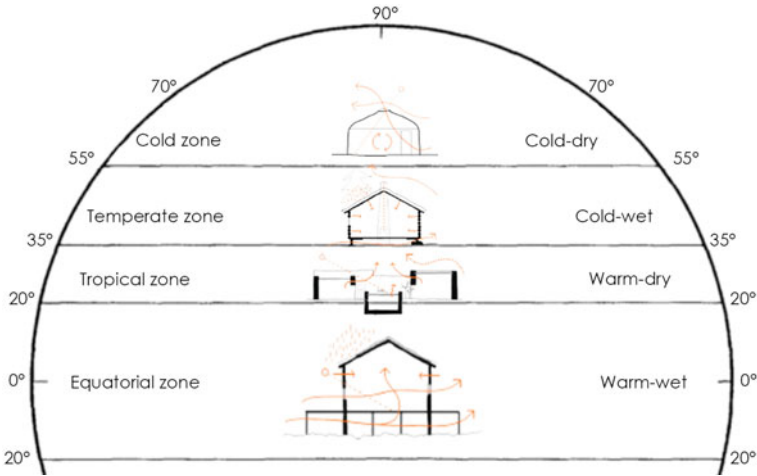 90°
70° 70°
Cold zone Cold-dry
55° 55°
Temperate zone Cold-wet
35° 35°
Tropical zone Warm-dry
20° 20°
0° Equatorial zone Warm-wet 0°
20° 20°